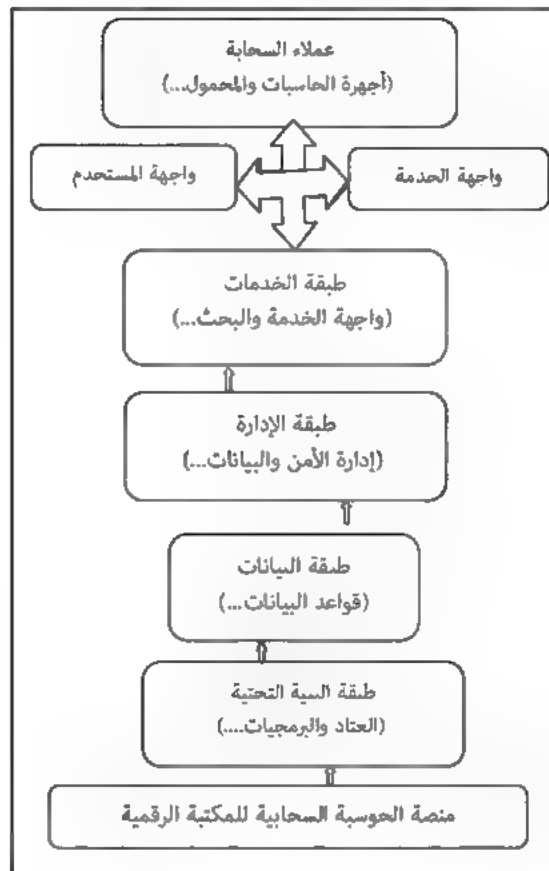 عملاء السحابة
(أجهزة الحاسبات والمحمول...)
واجهة الخدمة
واجهة المستخدم
طبقة الخدمات
(واجهة الخدمة والبحث...)
طبقة الإدارة
(إدارة الأمن والبيانات...)
طبقة البيانات
(قواعد البيانات...)
طبقة البنية التحتية
(العتاد والبرمجيات....)
منصة الحوسبة السحابية للمكتبة الرقمية